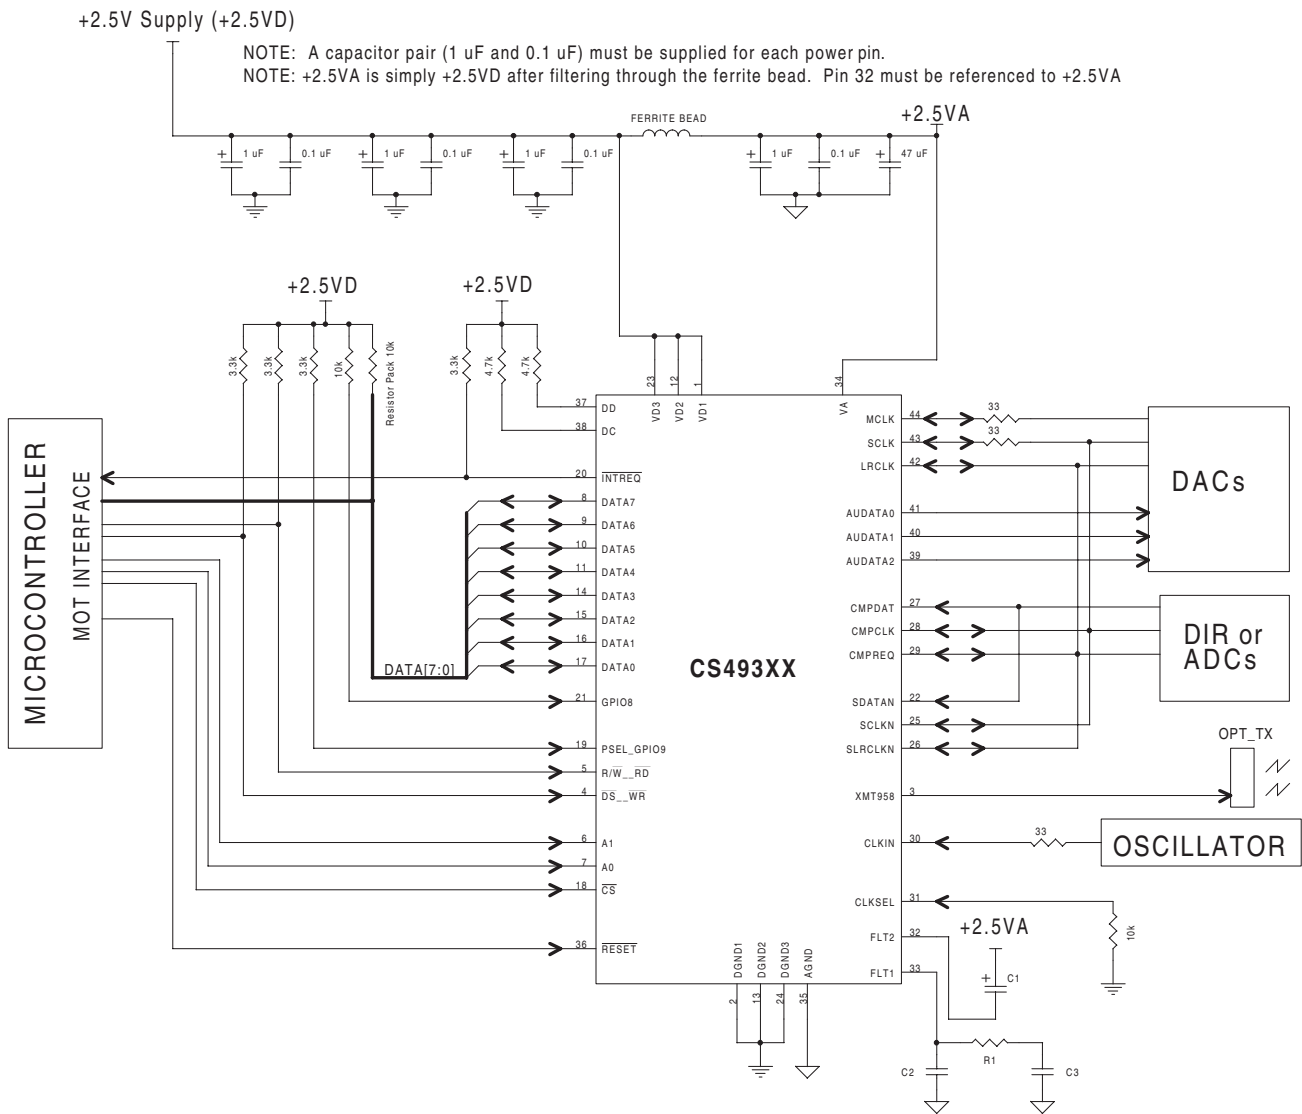 +2.5V Supply (+2.5VD)
NOTE: A capacitor pair (1 uF and 0.1 uF) must be supplied for each power pin.
NOTE: +2.5VA is simply +2.5VD after filtering through the ferrite bead. Pin 32 must be referenced to +2.5VA
FERRITE BEAD
+2.5VA
+ 1 uF
0.1 uF
+ 1 uF
0.1 uF
+ 1 uF
0.1 uF
+ 1 uF
0.1 uF
+ 47 uF
+2.5VD
+2.5VD
3.3k
3.3k
3.3k
10k
Resistor Pack 10k
3.3k
4.7k
4.7k
23
12
1
34
VD3
VD2
VD1
VA
MICROCONTROLLER
MOT INTERFACE
DATA[7:0]
37 DD
38 DC
20 INTREQ
8 DATA7
9 DATA6
10 DATA5
11 DATA4
14 DATA3
15 DATA2
16 DATA1
17 DATA0
21 GPIO8
19 PSEL_GPIO9
5 R/W__RD
4 DS__WR
6 A1
7 A0
18 CS
36 RESET
CS493XX
MCLK 44
33
SCLK 43
33
LRCLK 42
AUDATA0 41
AUDATA1 40
AUDATA2 39
DACs
CMPDAT 27
CMPCLK 28
CMPREQ 29
DIR or
ADCs
SDATAN 22
SCLKN 25
SLRCLKN 26
OPT_TX
XMT958 3
CLKIN 30
33
OSCILLATOR
CLKSEL 31
10k
FLT2 32
+2.5VA
+ C1
FLT1 33
DGND1
DGND2
DGND3
AGND
2
13
24
35
C2
R1
C3